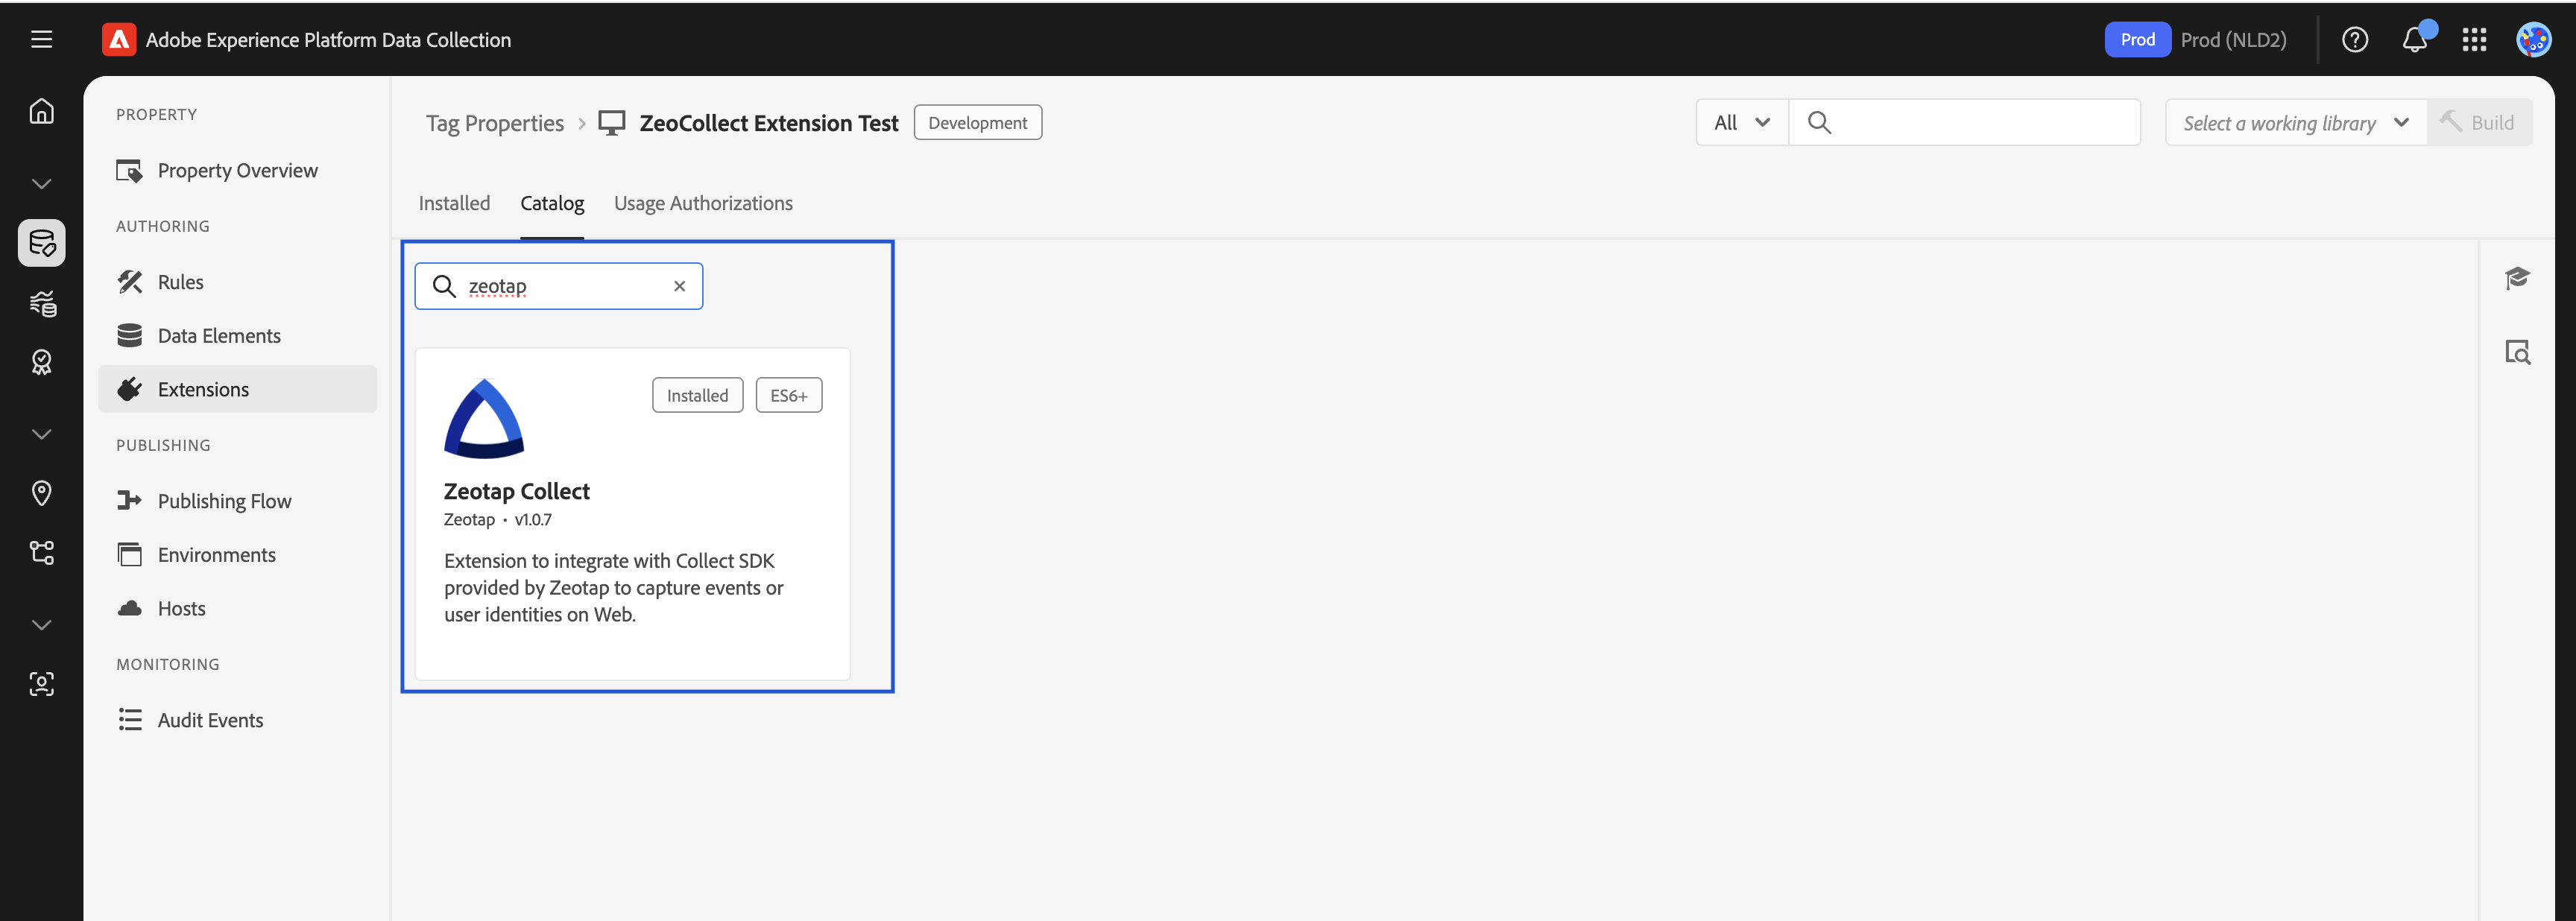 Adobe Experience Platform Data Collection
Prod
Prod (NLD2)
PROPERTY
Property Overview
AUTHORING
Rules
Data Elements
Extensions
PUBLISHING
Publishing Flow
Environments
Hosts
MONITORING
Audit Events
Tag Properties > ZeoCollect Extension Test
Development
All
Select a working library
Build
Installed
Catalog
Usage Authorizations
zeotap
Installed
ES6+
Zeotap Collect
Zeotap • v1.0.7
Extension to integrate with Collect SDK
provided by Zeotap to capture events or
user identities on Web.